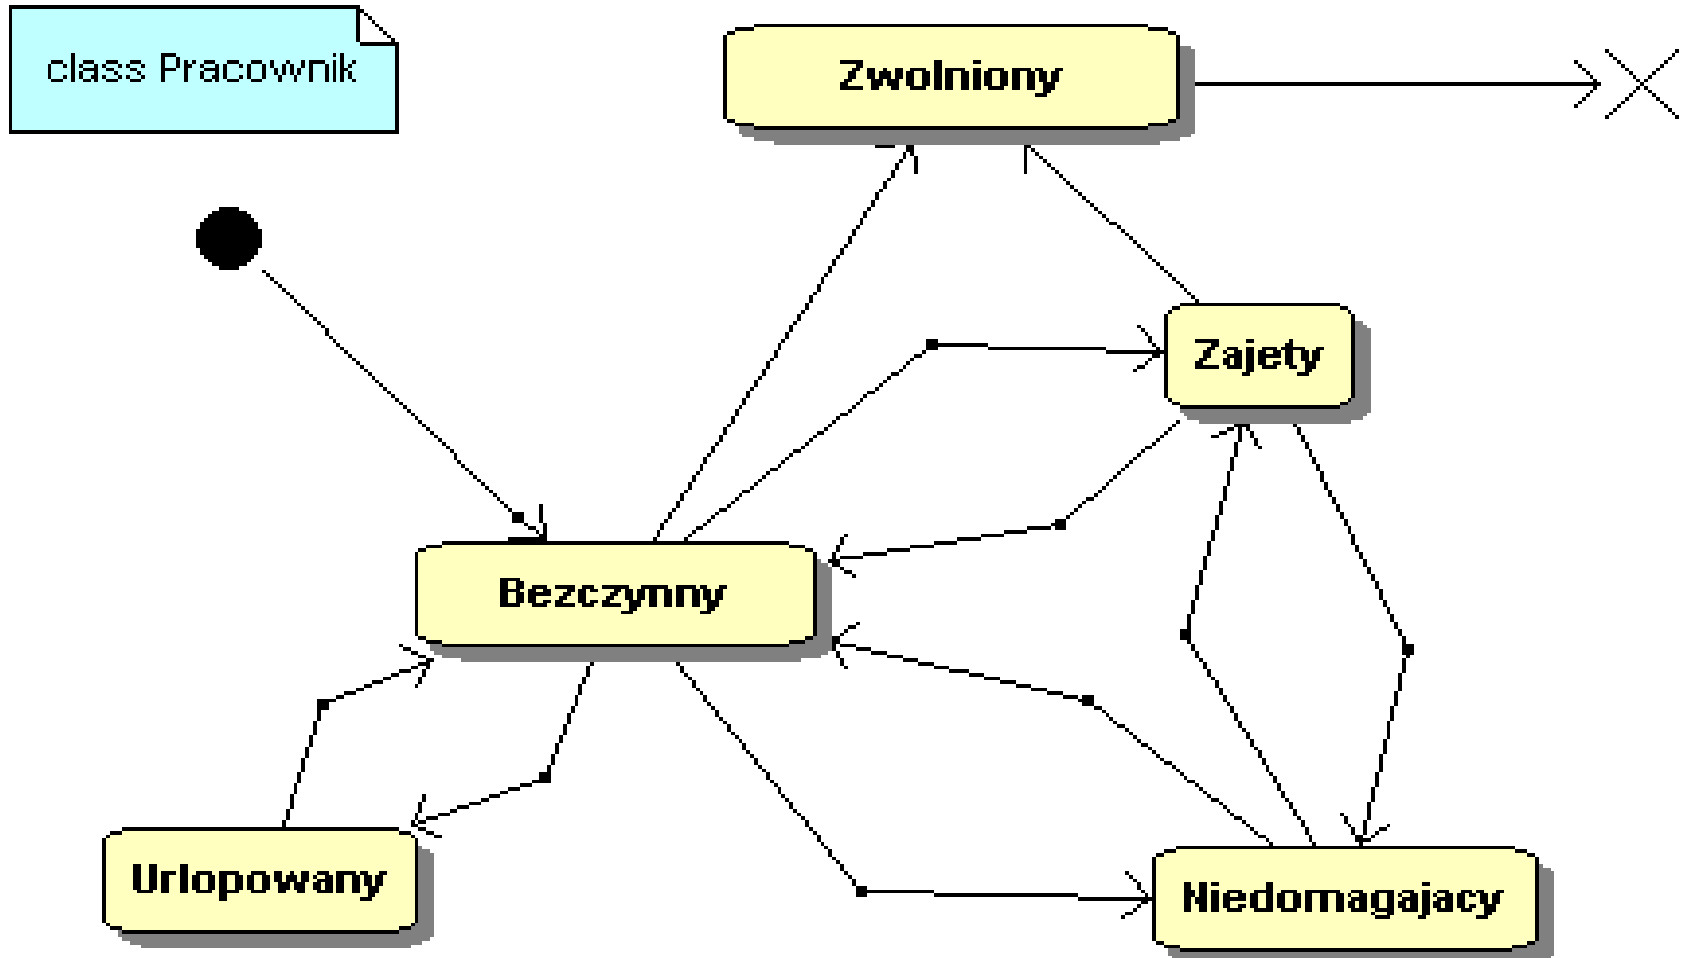 class Pracownik
Zwolniony
Zajety
Bezczynny
Urlopowany
Niedomagajacy